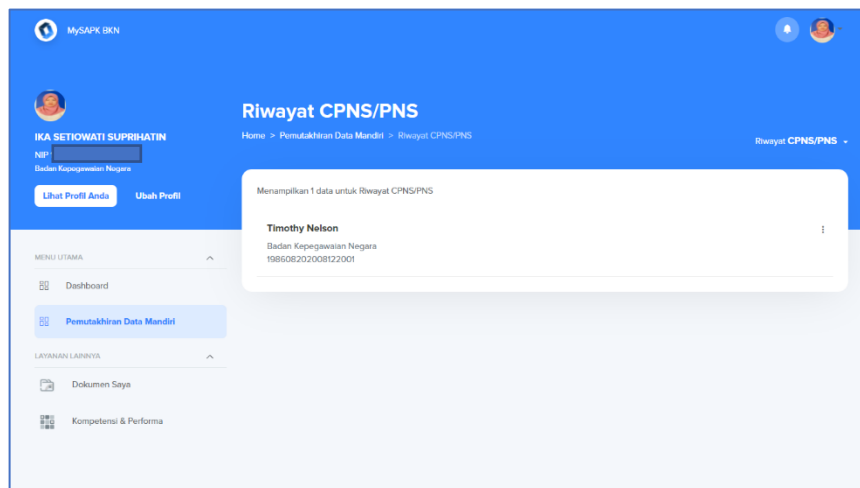 MySAPK BKN
IKA SETIOWATI SUPRIHATIN
NIP
Badan Kepegawaian Negara
Lihat Profil Anda
Ubah Profil
MENU UTAMA
Dashboard
Pemutakhiran Data Mandiri
LAYANAN LAINNYA
Dokumen Saya
Kompetensi & Performa
Riwayat CPNS/PNS
Home > Pemutakhiran Data Mandiri > Riwayat CPNS/PNS
Riwayat CPNS/PNS
Menampilkan 1 data untuk Riwayat CPNS/PNS
Timothy Nelson
Badan Kepegawaian Negara
198608202008122001